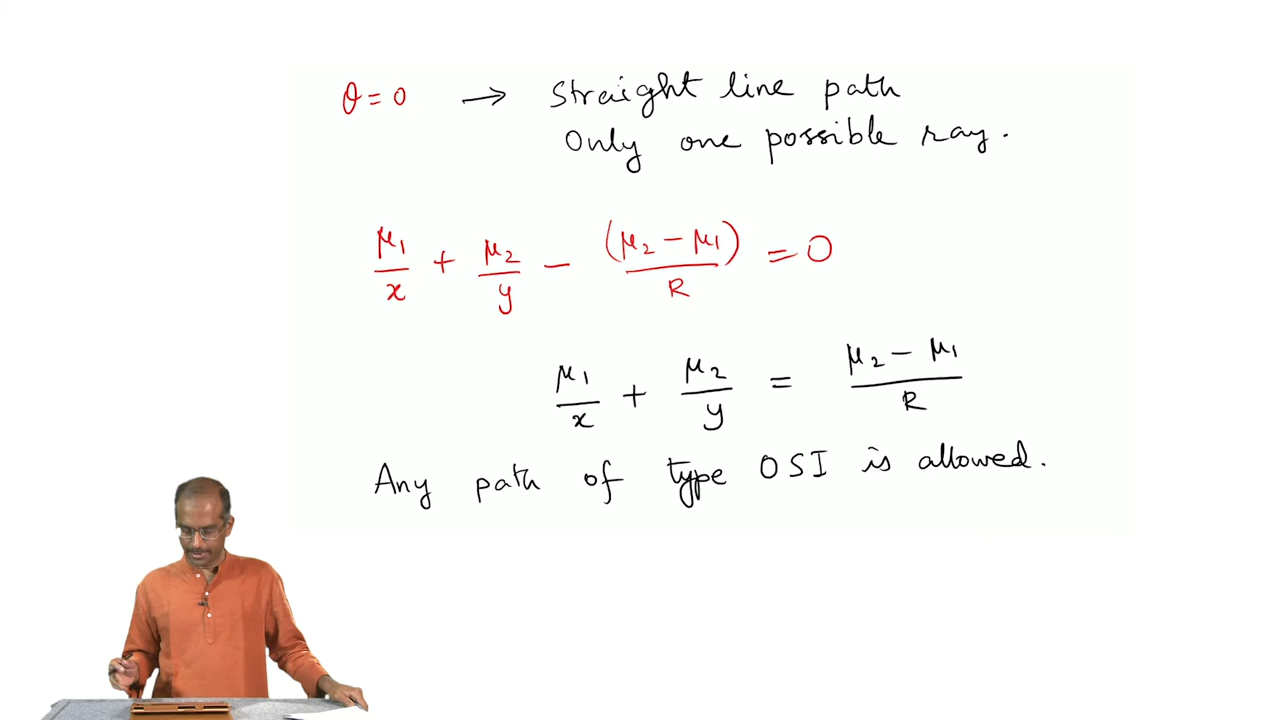 θ = 0 → Straight line path
Only one possible ray.
μ₁/x + μ₂/y − (μ₂ − μ₁)/R = 0
μ₁/x + μ₂/y = μ₂ − μ₁/R
Any path of type OSI is allowed.